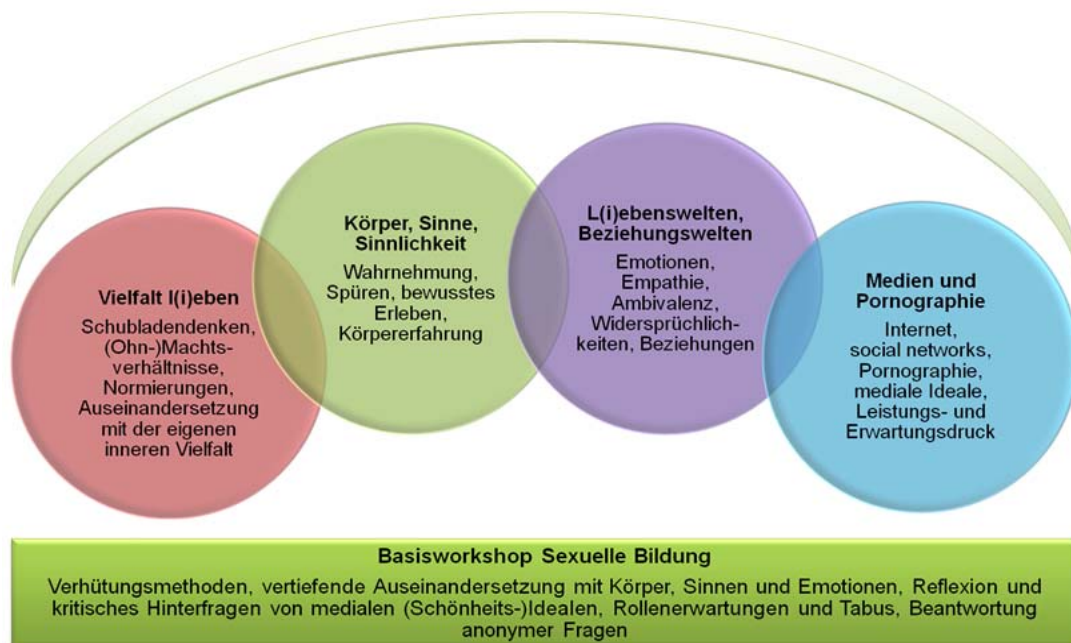 Vielfalt l(i)eben
Schubladendenken,
(Ohn-)Machts-
verhältnisse,
Normierungen,
Auseinandersetzung
mit der eigenen
inneren Vielfalt
Körper, Sinne,
Sinnlichkeit
Wahrnehmung,
Spüren, bewusstes
Erleben,
Körpererfahrung
L(i)ebenswelten,
Beziehungswelten
Emotionen,
Empathie,
Ambivalenz,
Widersprüchlich-
keiten, Beziehungen
Medien und
Pornographie
Internet,
social networks,
Pornographie,
mediale Ideale,
Leistungs- und
Erwartungsdruck
Basisworkshop Sexuelle Bildung
Verhütungsmethoden, vertiefende Auseinandersetzung mit Körper, Sinnen und Emotionen, Reflexion und
kritisches Hinterfragen von medialen (Schönheits-)Idealen, Rollenerwartungen und Tabus, Beantwortung
anonymer Fragen